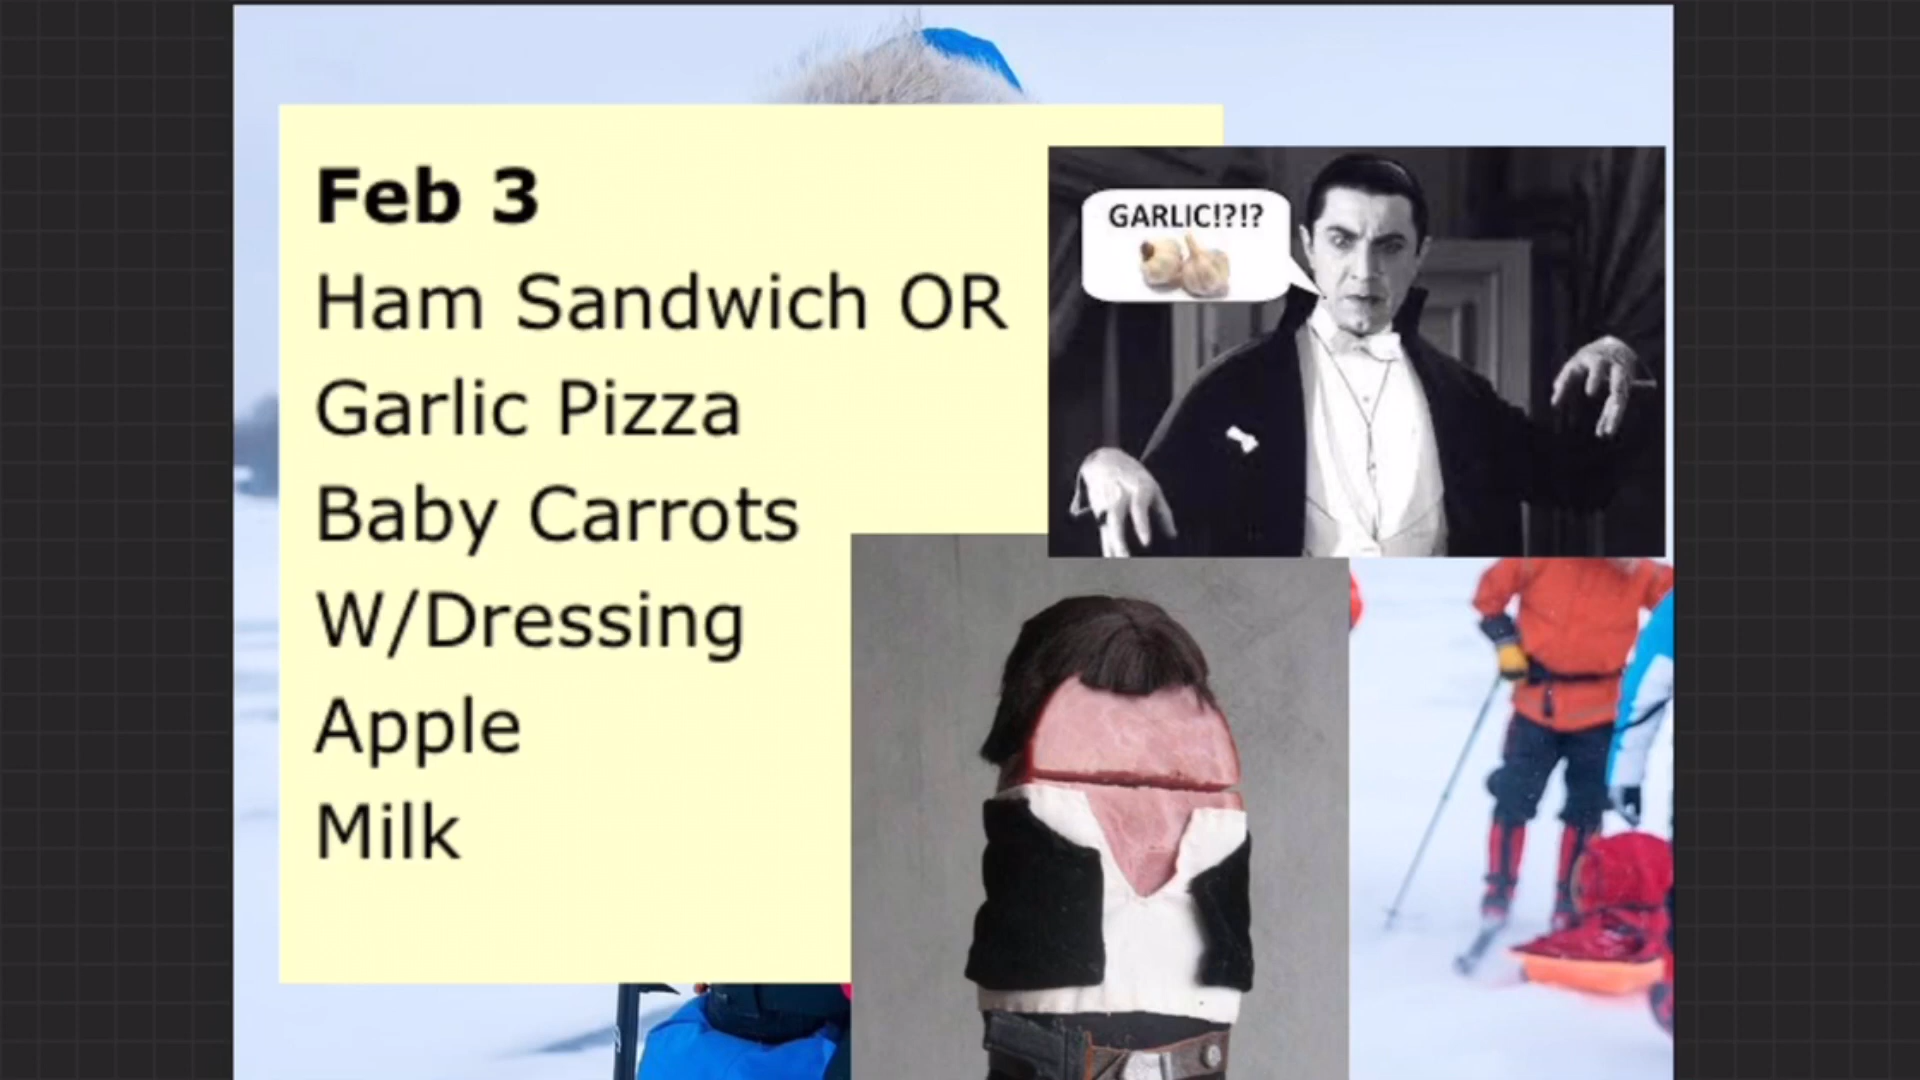 Feb 3
Ham Sandwich OR
Garlic Pizza
Baby Carrots
W/Dressing
Apple
Milk
GARLIC!?!?